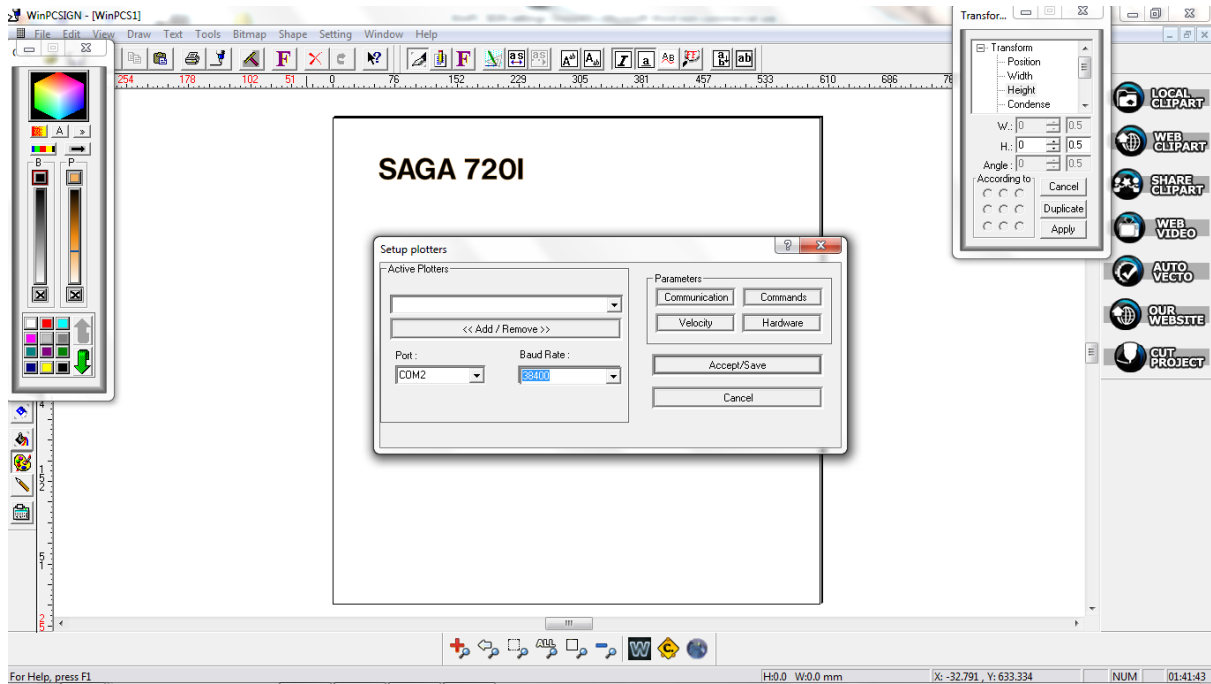 WinPCSIGN - [WinPCS1]
Transfor...
File Edit View Draw Text Tools Bitmap Shape Setting Window Help
254 178 102 51 0 76 152 229 305 381 457 533 610 686
Transform
Position
Width
Height
Condense
W.: 0 0.5
H.: 0 0.5
Angle : 0 0.5
According to
Cancel
Duplicate
Apply
A »
B P
LOCAL CLIPART
WEB CLIPART
SHARE CLIPART
WEB VIDEO
AUTO VECTO
OUR WEBSITE
CUT PROJECT
SAGA 720I
Setup plotters
Active Plotters
<< Add / Remove >>
Port :
Baud Rate :
COM2
38400
Parameters
Communication Commands
Velocity Hardware
Accept/Save
Cancel
ALL
W C.
For Help, press F1
H:0.0 W:0.0 mm
X: -32.791 , Y: 633.334
NUM
01:41:43